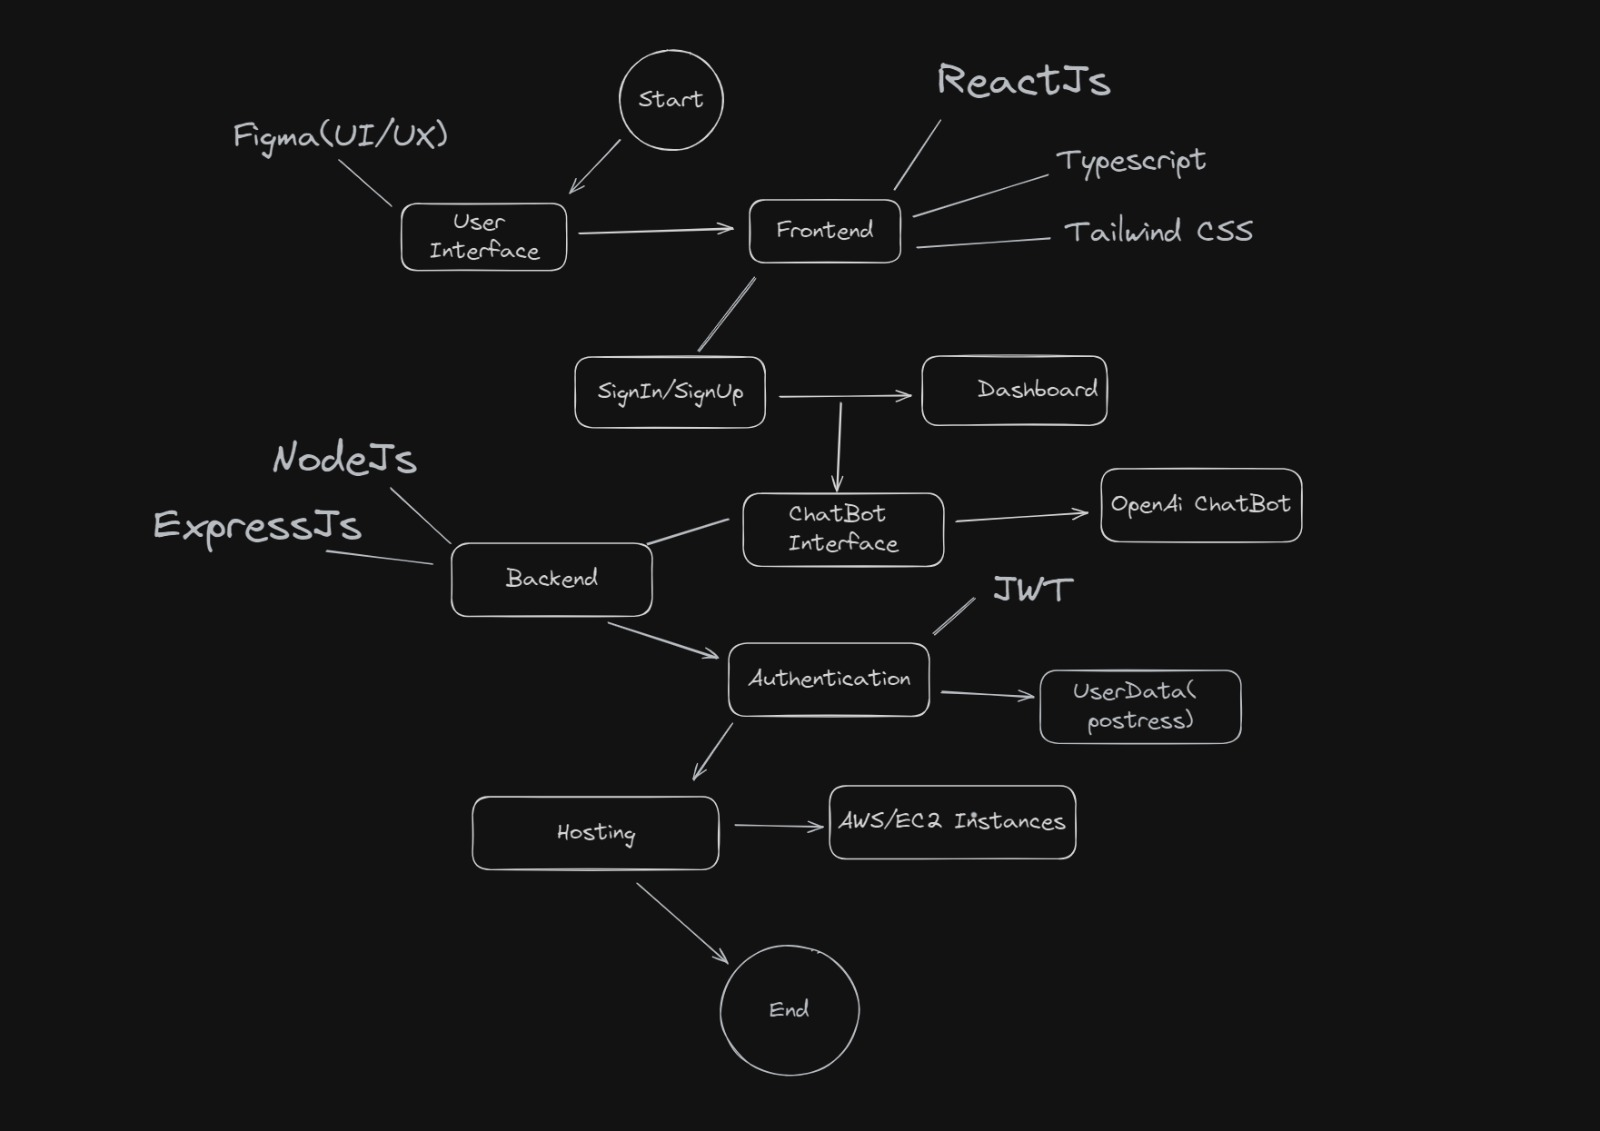 Start
ReactJs
Figma(UI/UX)
Typescript
User
Interface
Frontend
Tailwind CSS
SignIn/SignUp
Dashboard
NodeJs
ExpressJs
ChatBot
Interface
OpenAi ChatBot
Backend
JWT
Authentication
UserData(
postress)
Hosting
AWS/EC2 Instances
End